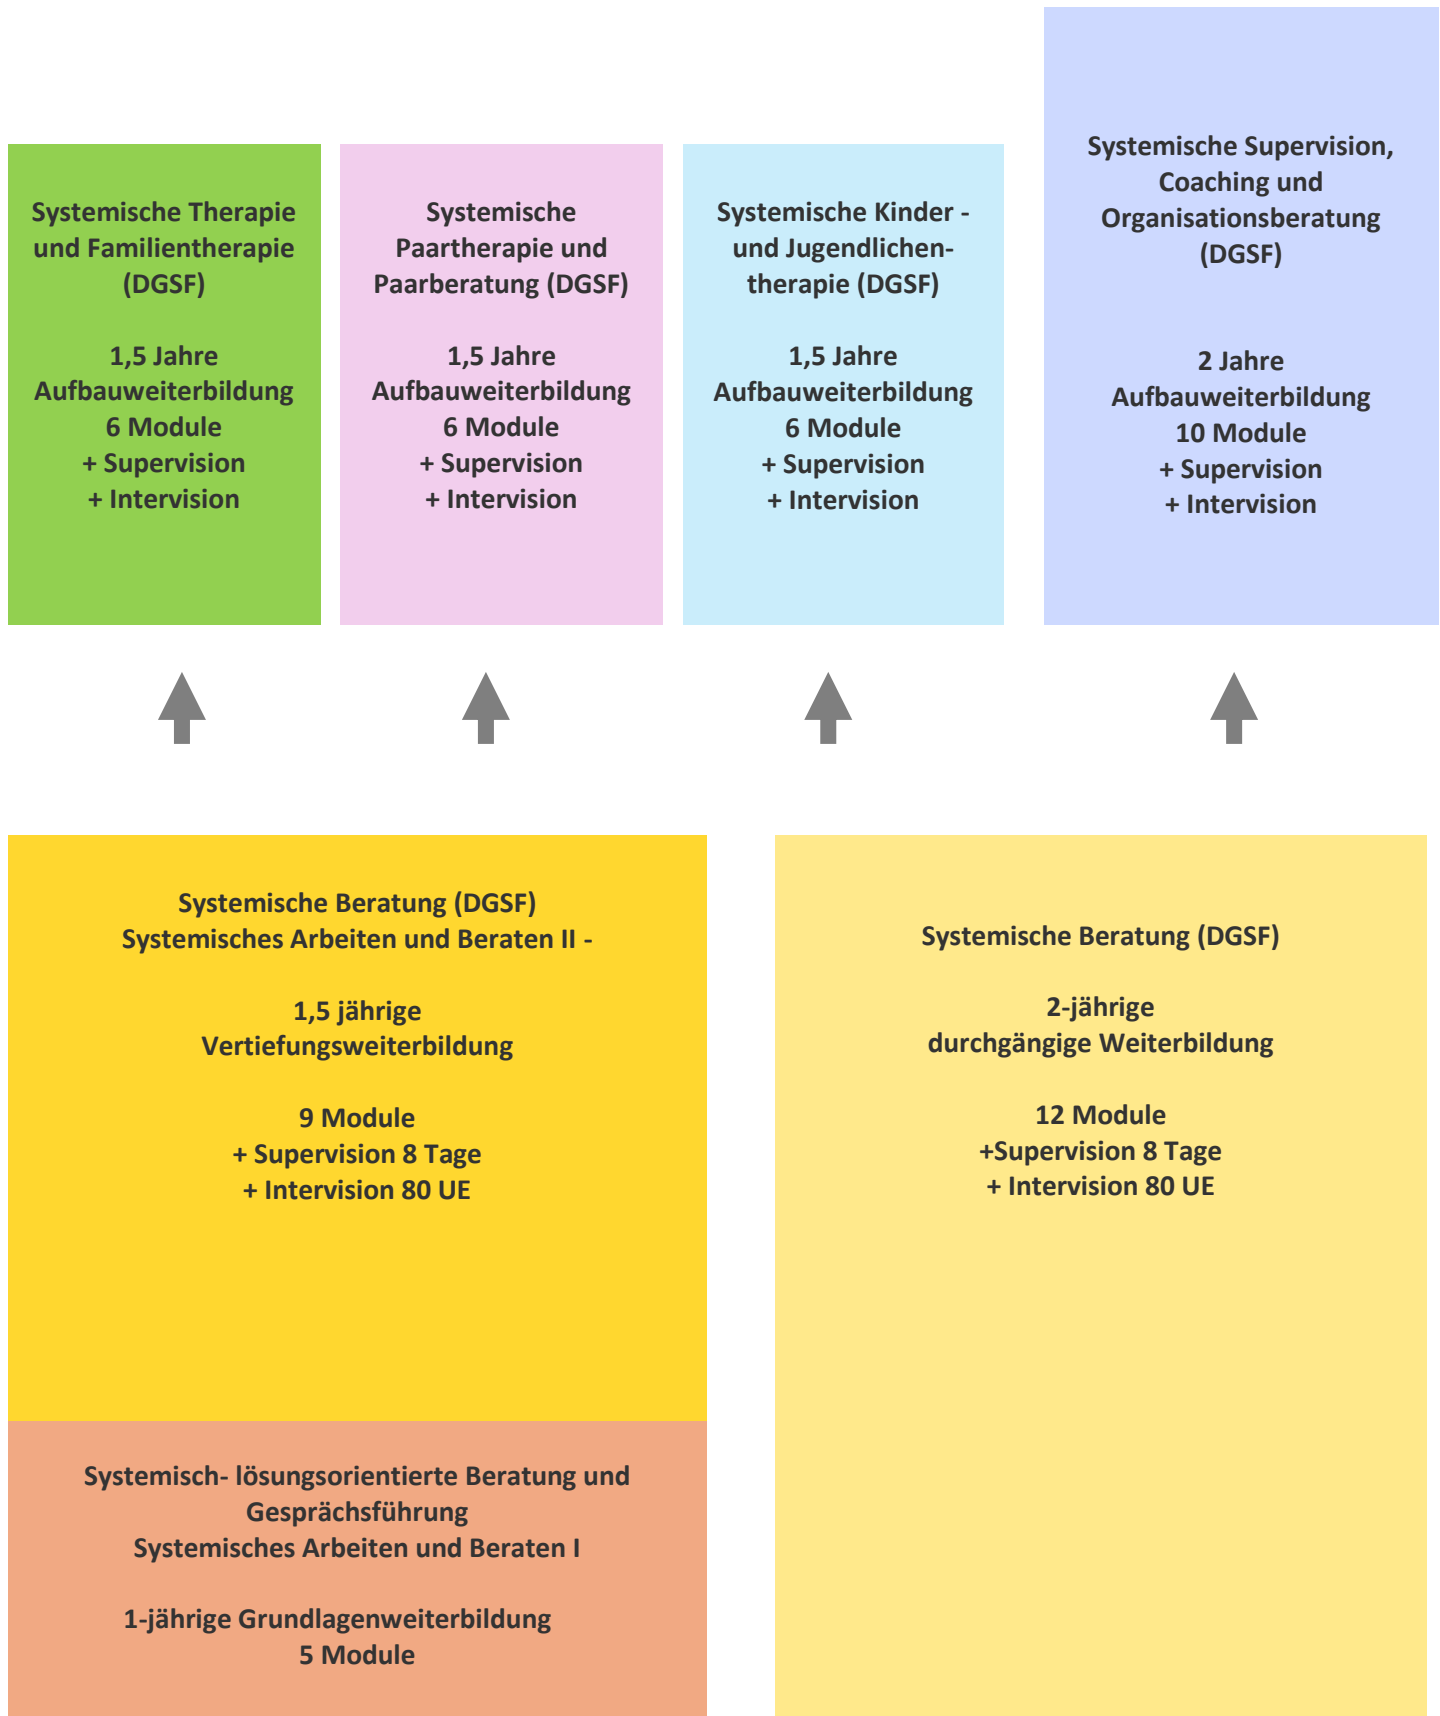 Systemische Therapie
und Familientherapie
(DGSF)
1,5 Jahre
Aufbauweiterbildung
6 Module
+ Supervision
+ Intervision
Systemische
Paartherapie und
Paarberatung (DGSF)
1,5 Jahre
Aufbauweiterbildung
6 Module
+ Supervision
+ Intervision
Systemische Kinder -
und Jugendlichen-
therapie (DGSF)
1,5 Jahre
Aufbauweiterbildung
6 Module
+ Supervision
+ Intervision
Systemische Supervision,
Coaching und
Organisationsberatung
(DGSF)
2 Jahre
Aufbauweiterbildung
10 Module
+ Supervision
+ Intervision
Systemische Beratung (DGSF)
Systemisches Arbeiten und Beraten II -
1,5 jährige
Vertiefungsweiterbildung
9 Module
+ Supervision 8 Tage
+ Intervision 80 UE
Systemisch- lösungsorientierte Beratung und
Gesprächsführung
Systemisches Arbeiten und Beraten I
1-jährige Grundlagenweiterbildung
5 Module
Systemische Beratung (DGSF)
2-jährige
durchgängige Weiterbildung
12 Module
+Supervision 8 Tage
+ Intervision 80 UE